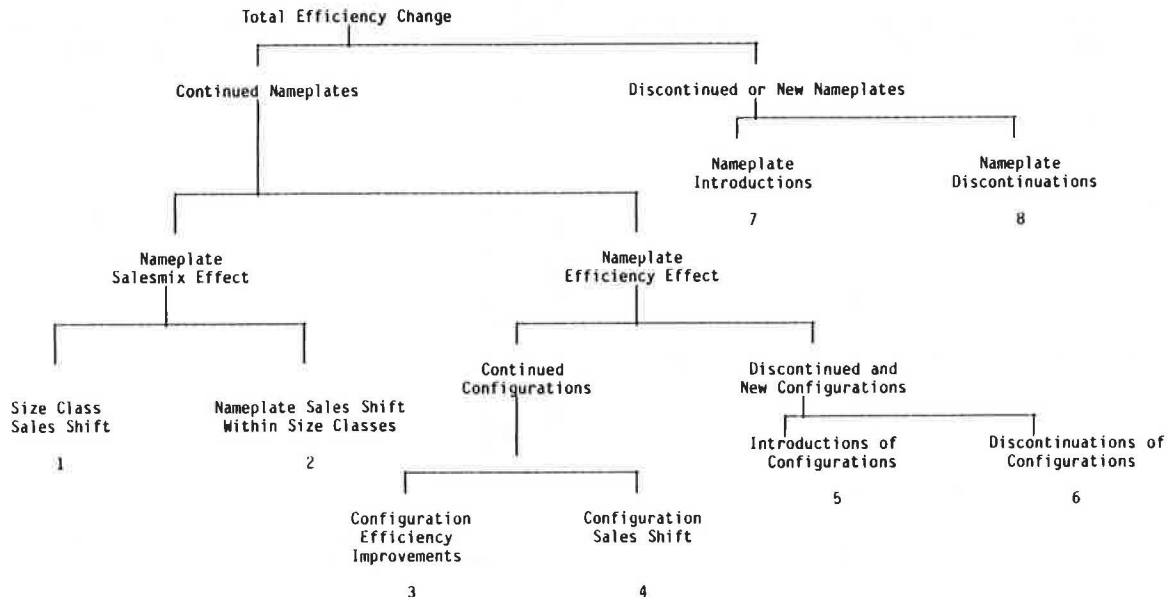 Total Efficiency Change
Continued Nameplates
Discontinued or New Nameplates
Nameplate
Introductions
7
Nameplate
Discontinuations
8
Nameplate
Salesmix Effect
Nameplate
Efficiency Effect
Size Class
Sales Shift
1
Nameplate Sales Shift
Within Size Classes
2
Continued
Configurations
Discontinued and
New Configurations
Introductions of
Configurations
5
Discontinuations of
Configurations
6
Configuration
Efficiency
Improvements
3
Configuration
Sales Shift
4